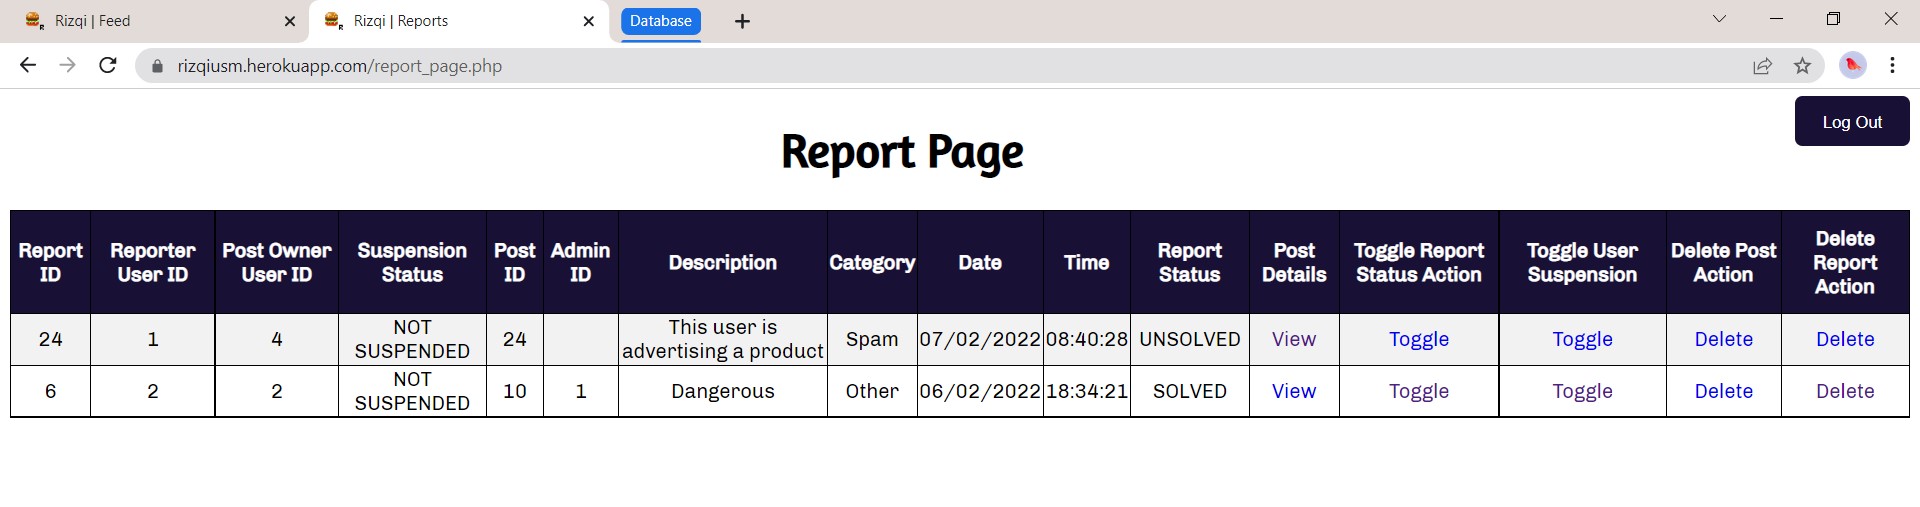 Rizqi | Feed
Rizqi | Reports
Database
rizqiusm.herokuapp.com/report_page.php
Log Out
Report Page
Report ID
Reporter User ID
Post Owner User ID
Suspension Status
Post ID
Admin ID
Description
Category
Date
Time
Report Status
Post Details
Toggle Report Status Action
Toggle User Suspension
Delete Post Action
Delete Report Action
24 1 4 NOT SUSPENDED 24 This user is advertising a product Spam 07/02/2022 08:40:28 UNSOLVED View Toggle Toggle Delete Delete
6 2 2 NOT SUSPENDED 10 1 Dangerous Other 06/02/2022 18:34:21 SOLVED View Toggle Toggle Delete Delete